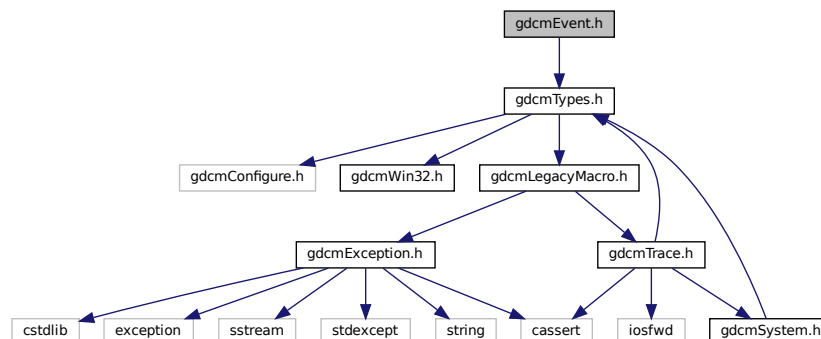 gdcmEvent.h
gdcmTypes.h
gdcmConfigure.h
gdcmWin32.h
gdcmLegacyMacro.h
gdcmException.h
gdcmTrace.h
cstdlib
exception
sstream
stdexcept
string
cassert
iosfwd
gdcmSystem.h